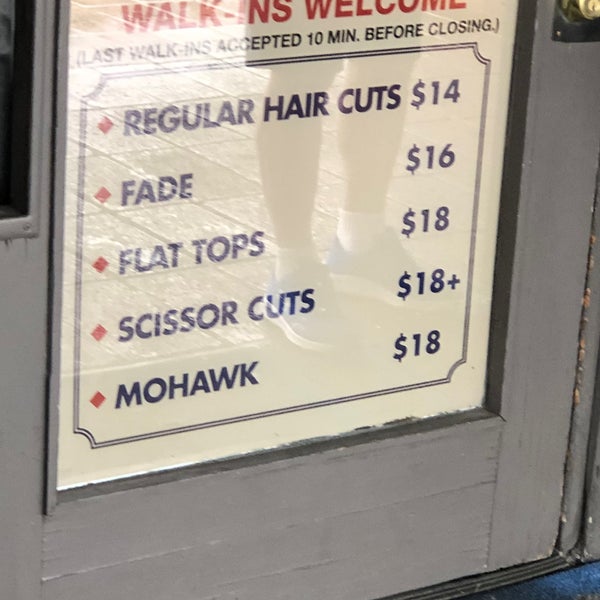 WALK-INS WELCOME
(LAST WALK-INS ACCEPTED 10 MIN. BEFORE CLOSING.)
REGULAR HAIR CUTS $14
FADE $16
FLAT TOPS $18
SCISSOR CUTS $18+
MOHAWK $18